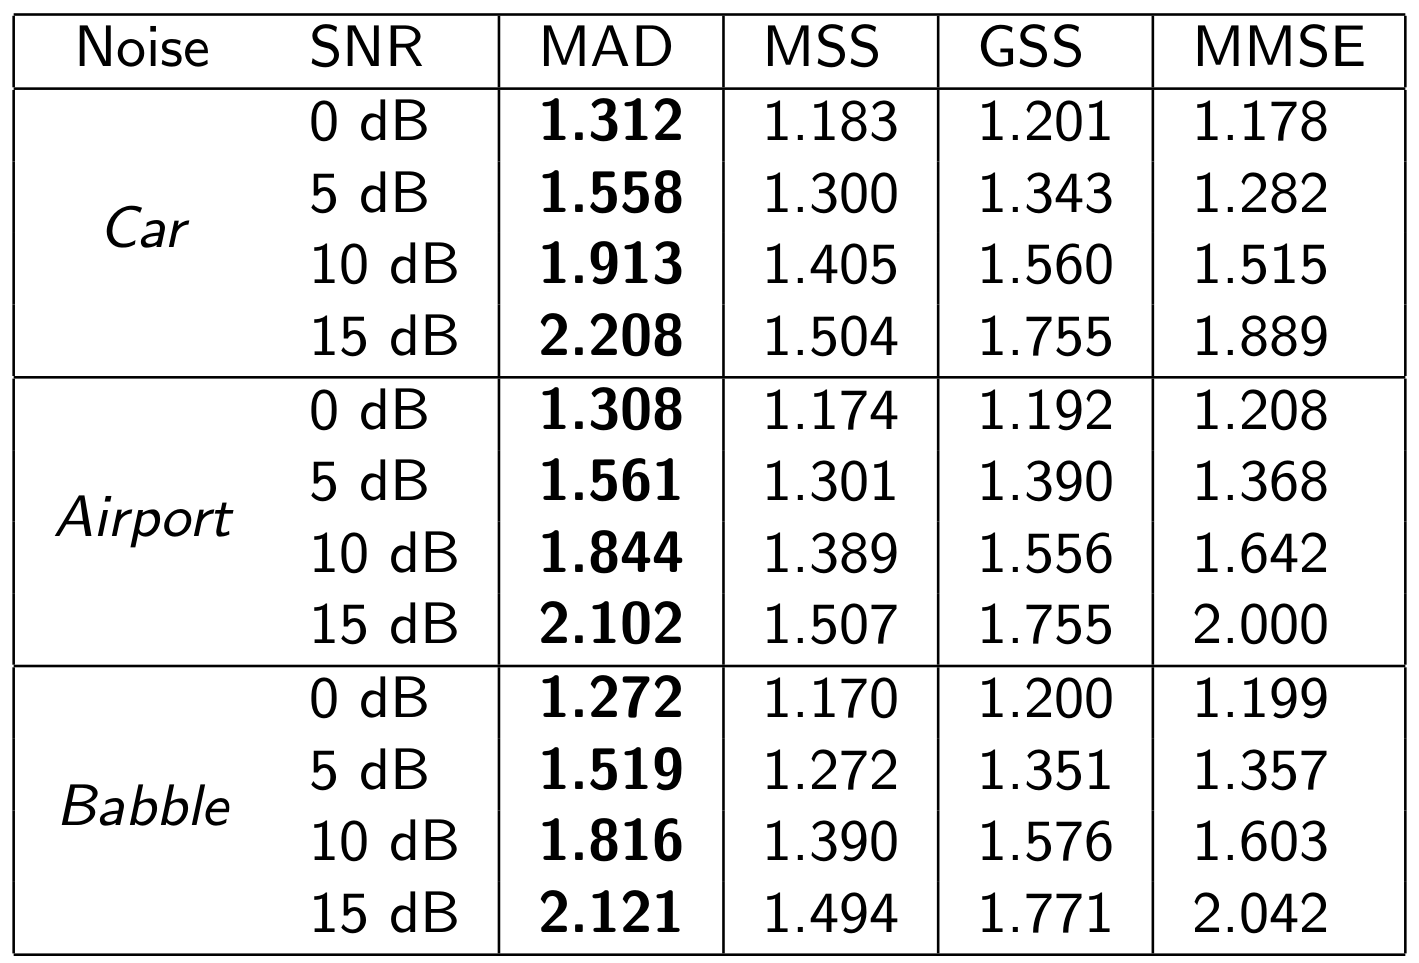 Noise SNR MAD MSS GSS MMSE
0 dB 1.312 1.183 1.201 1.178
5 dB 1.558 1.300 1.343 1.282
Car
10 dB 1.913 1.405 1.560 1.515
15 dB 2.208 1.504 1.755 1.889
0 dB 1.308 1.174 1.192 1.208
5 dB 1.561 1.301 1.390 1.368
Airport
10 dB 1.844 1.389 1.556 1.642
15 dB 2.102 1.507 1.755 2.000
0 dB 1.272 1.170 1.200 1.199
5 dB 1.519 1.272 1.351 1.357
Babble
10 dB 1.816 1.390 1.576 1.603
15 dB 2.121 1.494 1.771 2.042